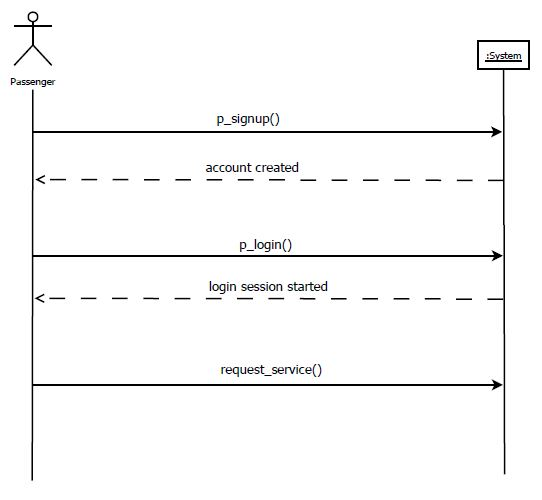 Passenger
:System
p_signup()
account created
p_login()
login session started
request_service()